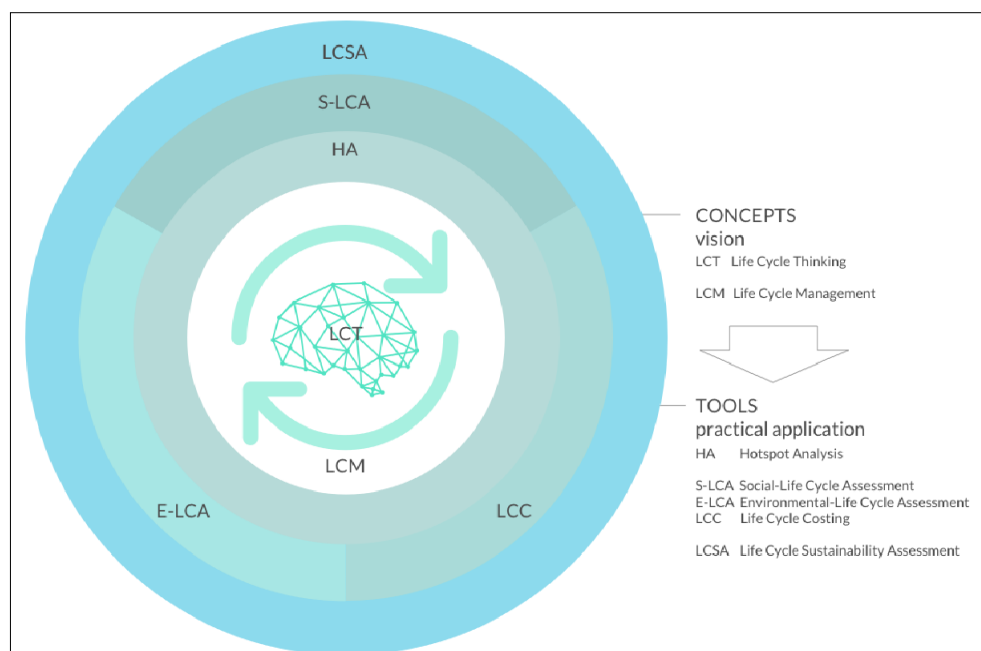 LCSA
S-LCA
HA
LCT
LCM
E-LCA
LCC
CONCEPTS
vision
LCT Life Cycle Thinking
LCM Life Cycle Management
TOOLS
practical application
HA Hotspot Analysis
S-LCA Social-Life Cycle Assessment
E-LCA Environmental-Life Cycle Assessment
LCC Life Cycle Costing
LCSA Life Cycle Sustainability Assessment